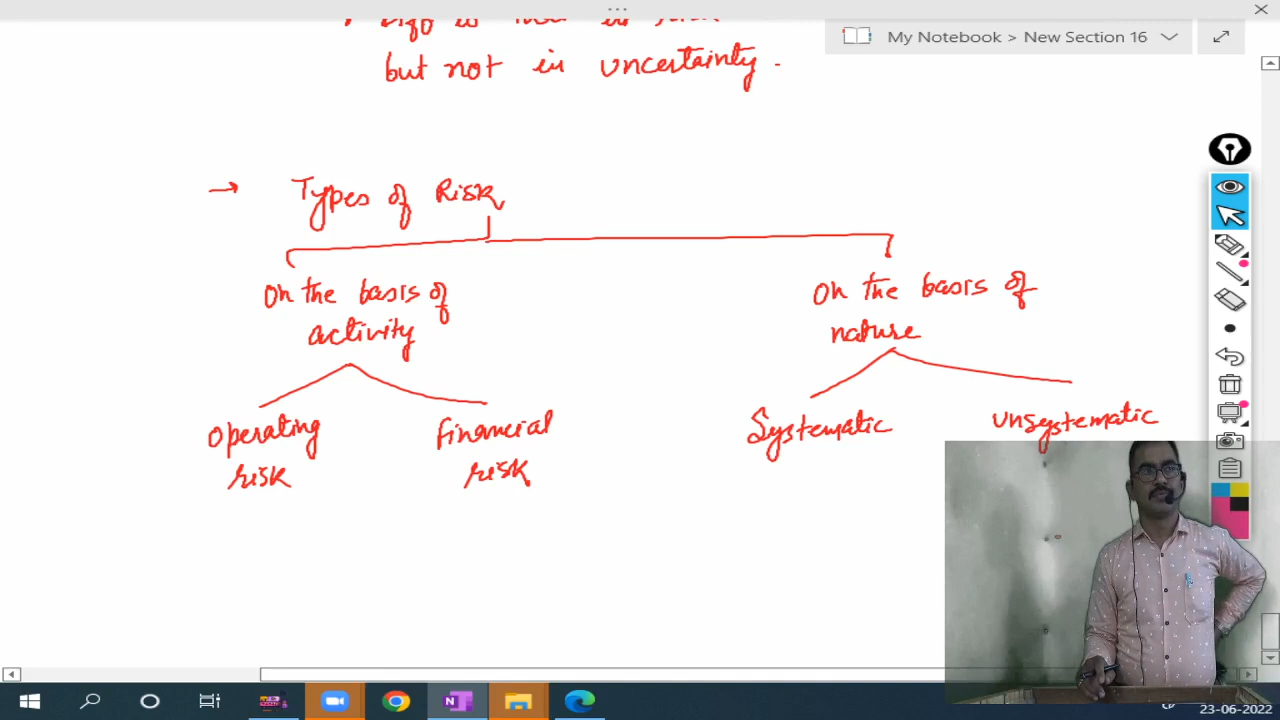 My Notebook > New Section 16
but not in uncertainty.
→ Types of Risk
On the basis of
activity
On the basis of
nature
Operating
risk
financial
risk
Systematic
unsystematic
23-06-2022